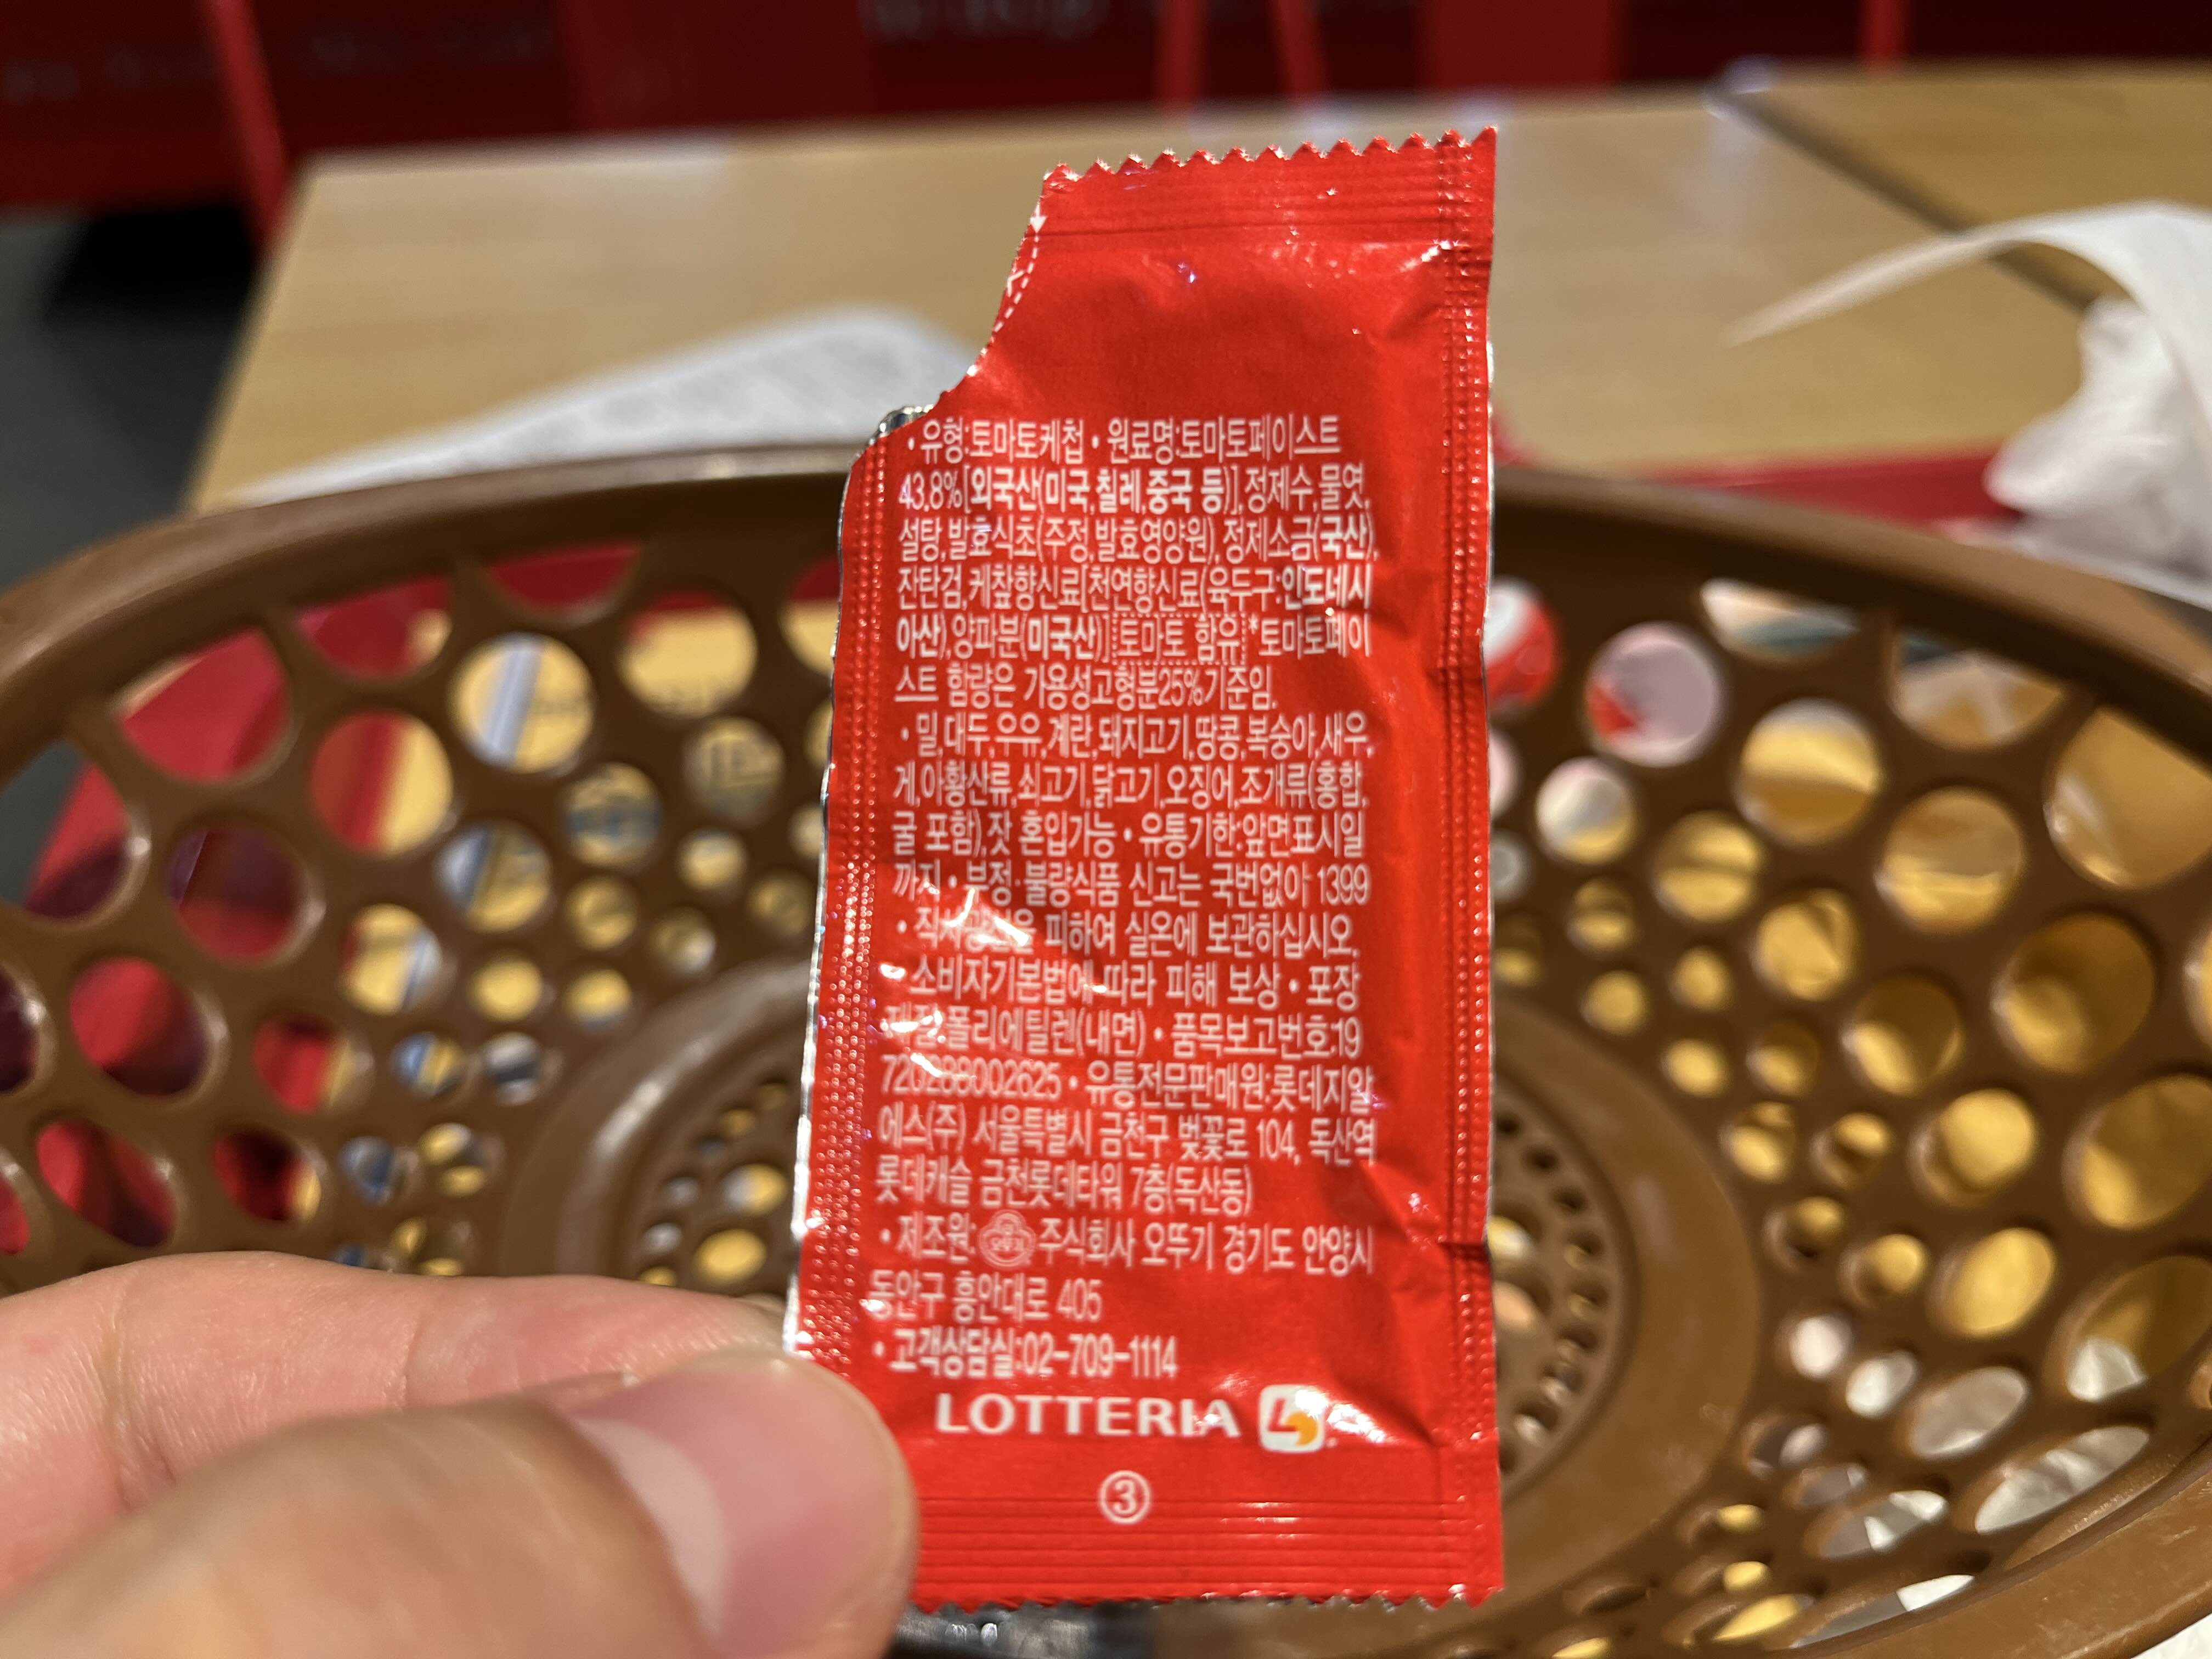 · 유형:토마토케첩 · 원료명:토마토페이스트
43.8%[외국산(미국,칠레,중국 등)],정제수,물엿,
설탕,발효식초(주정,발효영양원), 정제소금(국산),
잔탄검,케찹향신료[천연향신료(육두구:인도네시
아산),양파분(미국산)] 토마토 함유 *토마토페이
스트 함량은 가용성고형분25%기준임.
· 밀,대두,우유,계란,돼지고기,땅콩,복숭아,새우,
게,아황산류,쇠고기,닭고기,오징어,조개류(홍합,
굴 포함),잣 혼입가능 · 유통기한:앞면표시일
까지 · 부정·불량식품 신고는 국번없이 1399
· 직사광선을 피하여 실온에 보관하십시오.
· 소비자기본법에 따라 피해 보상 · 포장
재질:폴리에틸렌(내면) · 품목보고번호:19
720288002625 · 유통전문판매원:롯데지알
에스(주) 서울특별시 금천구 벚꽃로 104, 독산역
롯데캐슬 금천롯데타워 7층(독산동)
· 제조원: 오뚜기 주식회사 오뚜기 경기도 안양시
동안구 흥안대로 405
· 고객상담실:02-709-1114
LOTTERIA
③